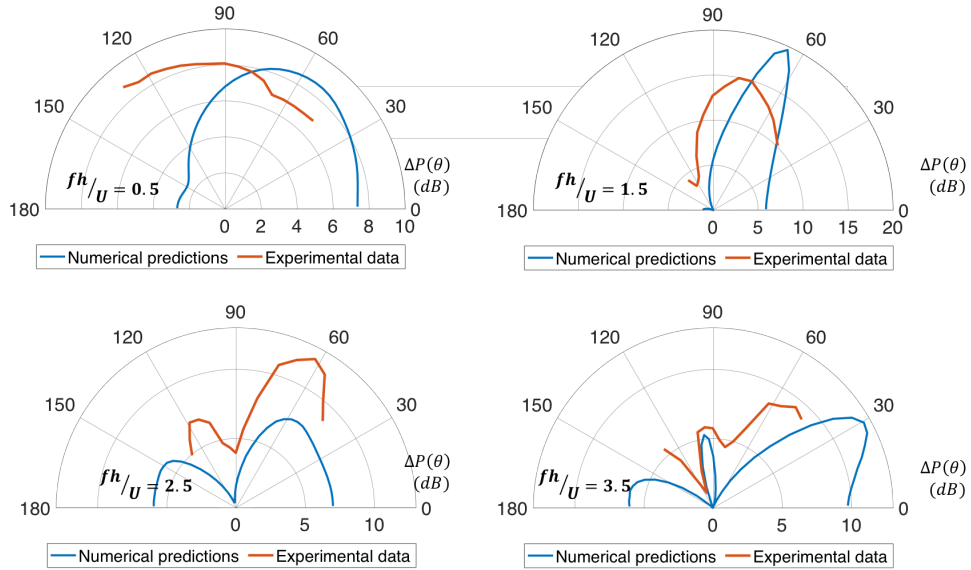 90
120
60
150
30
180
0
fh/U = 0.5
ΔP(θ)
(dB)
0 2 4 6 8 10
Numerical predictions
Experimental data
90
120
60
150
30
180
0
fh/U = 1.5
ΔP(θ)
(dB)
0 5 10 15 20
Numerical predictions
Experimental data
90
120
60
150
30
180
0
fh/U = 2.5
ΔP(θ)
(dB)
0 5 10
Numerical predictions
Experimental data
90
120
60
150
30
180
0
fh/U = 3.5
ΔP(θ)
(dB)
0 5 10
Numerical predictions
Experimental data